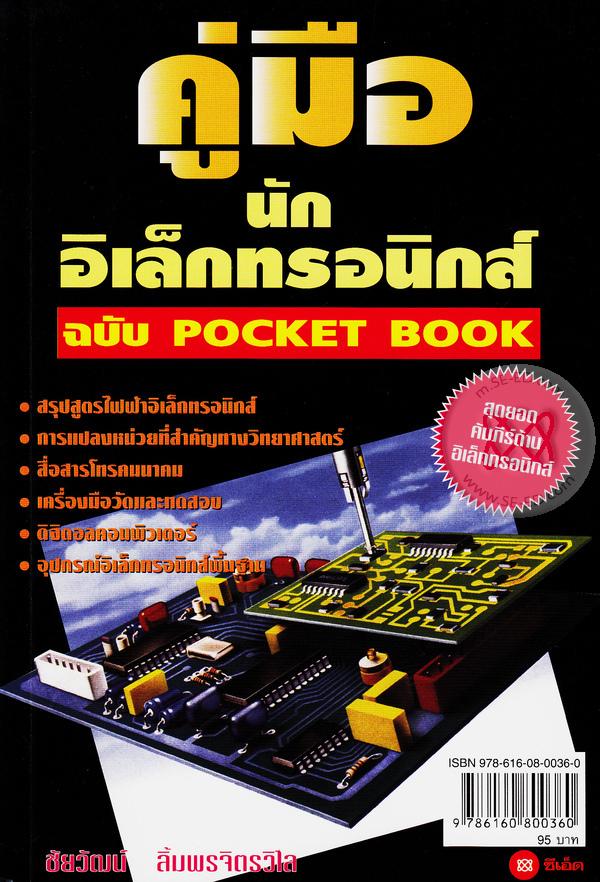 คู่มือ
นัก
อิเล็กทรอนิกส์
ฉบับ POCKET BOOK
• สรุปสูตรไฟฟ้าอิเล็กทรอนิกส์
• การแปลงหน่วยที่สำคัญทางวิทยาศาสตร์
• สื่อสารโทรคมนาคม
• เครื่องมือวัดและทดสอบ
• ดิจิตอลคอมพิวเตอร์
• อุปกรณ์อิเล็กทรอนิกส์พื้นฐาน
สุดยอด
คัมภีร์ด้าน
อิเล็กทรอนิกส์
ISBN 978-616-08-0036-0
9 786160 800360
95 บาท
ชัยวัฒน์ ลิ้มพรจิตรวิไล
ซีเอ็ด